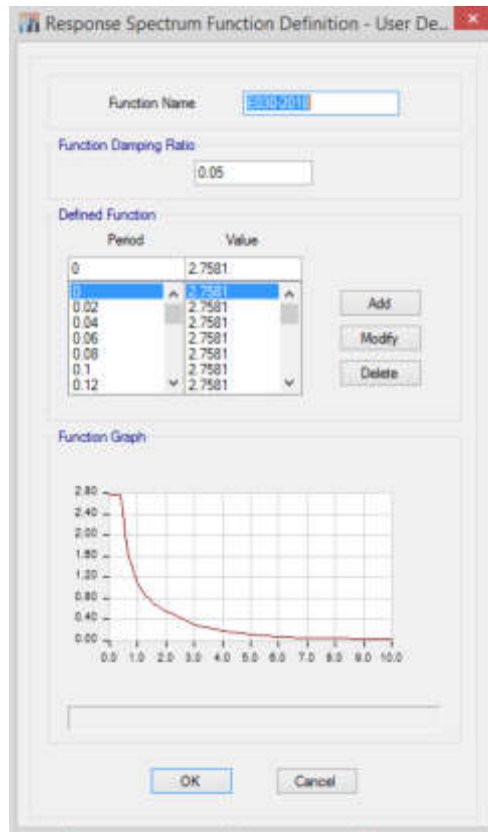 Response Spectrum Function Definition - User De...
Function Name
E030-2018
Function Damping Ratio
0.05
Defined Function
Period Value
0 2.7581
0 2.7581
0.02 2.7581
0.04 2.7581
0.06 2.7581
0.08 2.7581
0.1 2.7581
0.12 2.7581
Add
Modify
Delete
Function Graph
2.80
2.40
2.00
1.60
1.20
0.80
0.40
0.00
0.0 1.0 2.0 3.0 4.0 5.0 6.0 7.0 8.0 9.0 10.0
OK Cancel